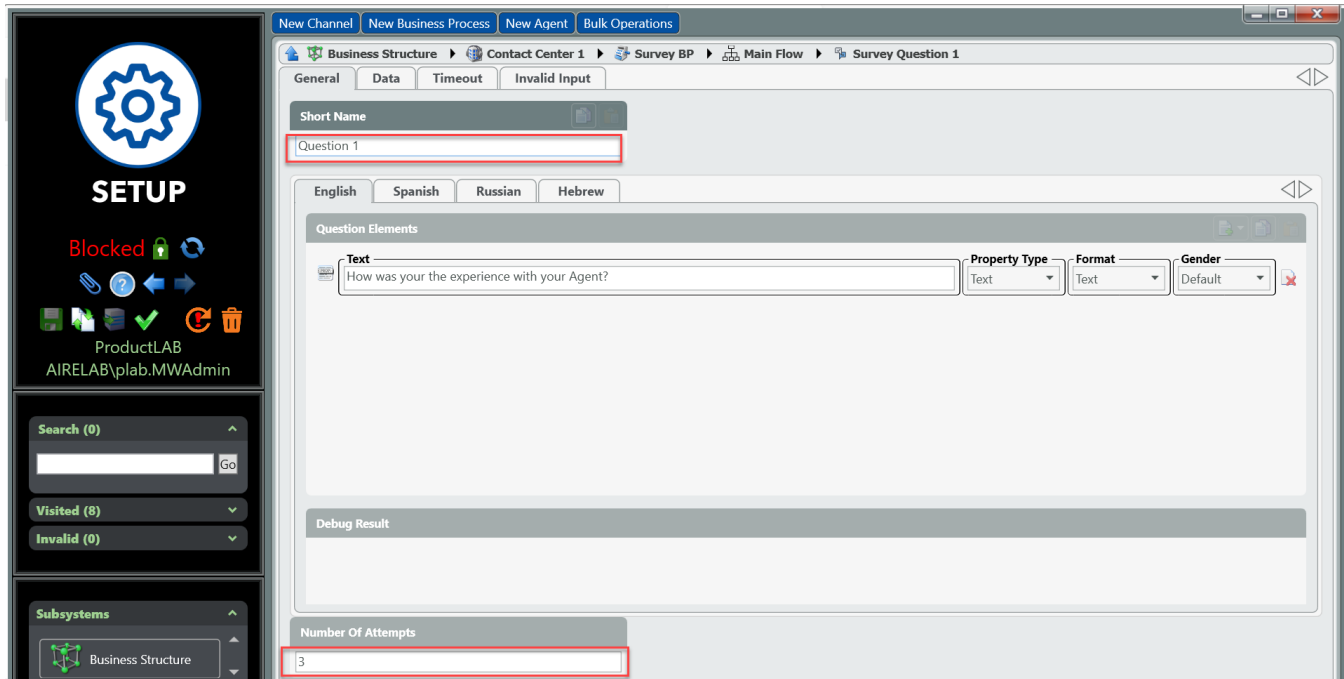 New Channel New Business Process New Agent Bulk Operations
Business Structure Contact Center 1 Survey BP Main Flow Survey Question 1
General Data Timeout Invalid Input
Short Name
Question 1
SETUP
English Spanish Russian Hebrew
Question Elements
Blocked
Text Property Type Format Gender
How was your the experience with your Agent? Text Text Default
ProductLAB
AIRELAB\plab.MWAdmin
Search (0)
Go
Visited (8)
Invalid (0)
Debug Result
Subsystems
Business Structure
Number Of Attempts
3